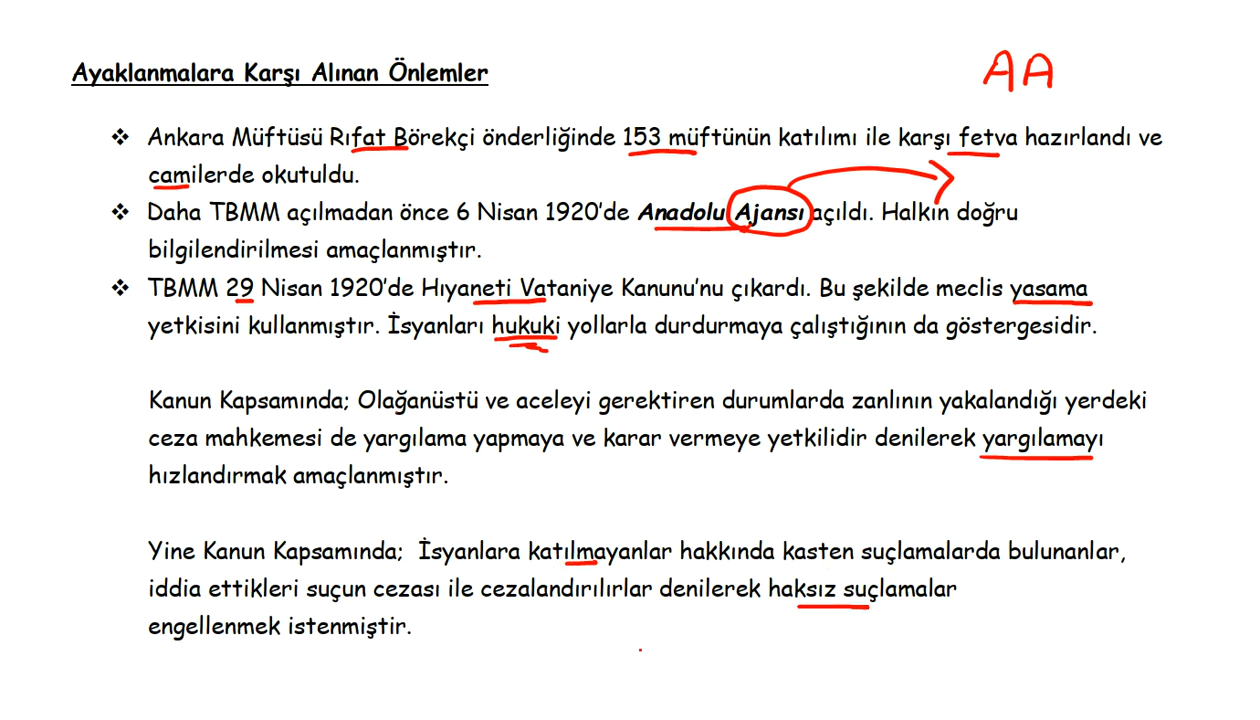 Ayaklanmalara Karşı Alınan Önlemler
AA
❖ Ankara Müftüsü Rıfat Börekçi önderliğinde 153 müftünün katılımı ile karşı fetva hazırlandı ve
camilerde okutuldu.
❖ Daha TBMM açılmadan önce 6 Nisan 1920’de Anadolu Ajansı açıldı. Halkın doğru
bilgilendirilmesi amaçlanmıştır.
❖ TBMM 29 Nisan 1920’de Hıyaneti Vataniye Kanunu’nu çıkardı. Bu şekilde meclis yasama
yetkisini kullanmıştır. İsyanları hukuki yollarla durdurmaya çalıştığının da göstergesidir.
Kanun Kapsamında; Olağanüstü ve aceleyi gerektiren durumlarda zanlının yakalandığı yerdeki
ceza mahkemesi de yargılama yapmaya ve karar vermeye yetkilidir denilerek yargılamayı
hızlandırmak amaçlanmıştır.
Yine Kanun Kapsamında; İsyanlara katılmayanlar hakkında kasten suçlamalarda bulunanlar,
iddia ettikleri suçun cezası ile cezalandırılırlar denilerek haksız suçlamalar
engellenmek istenmiştir.